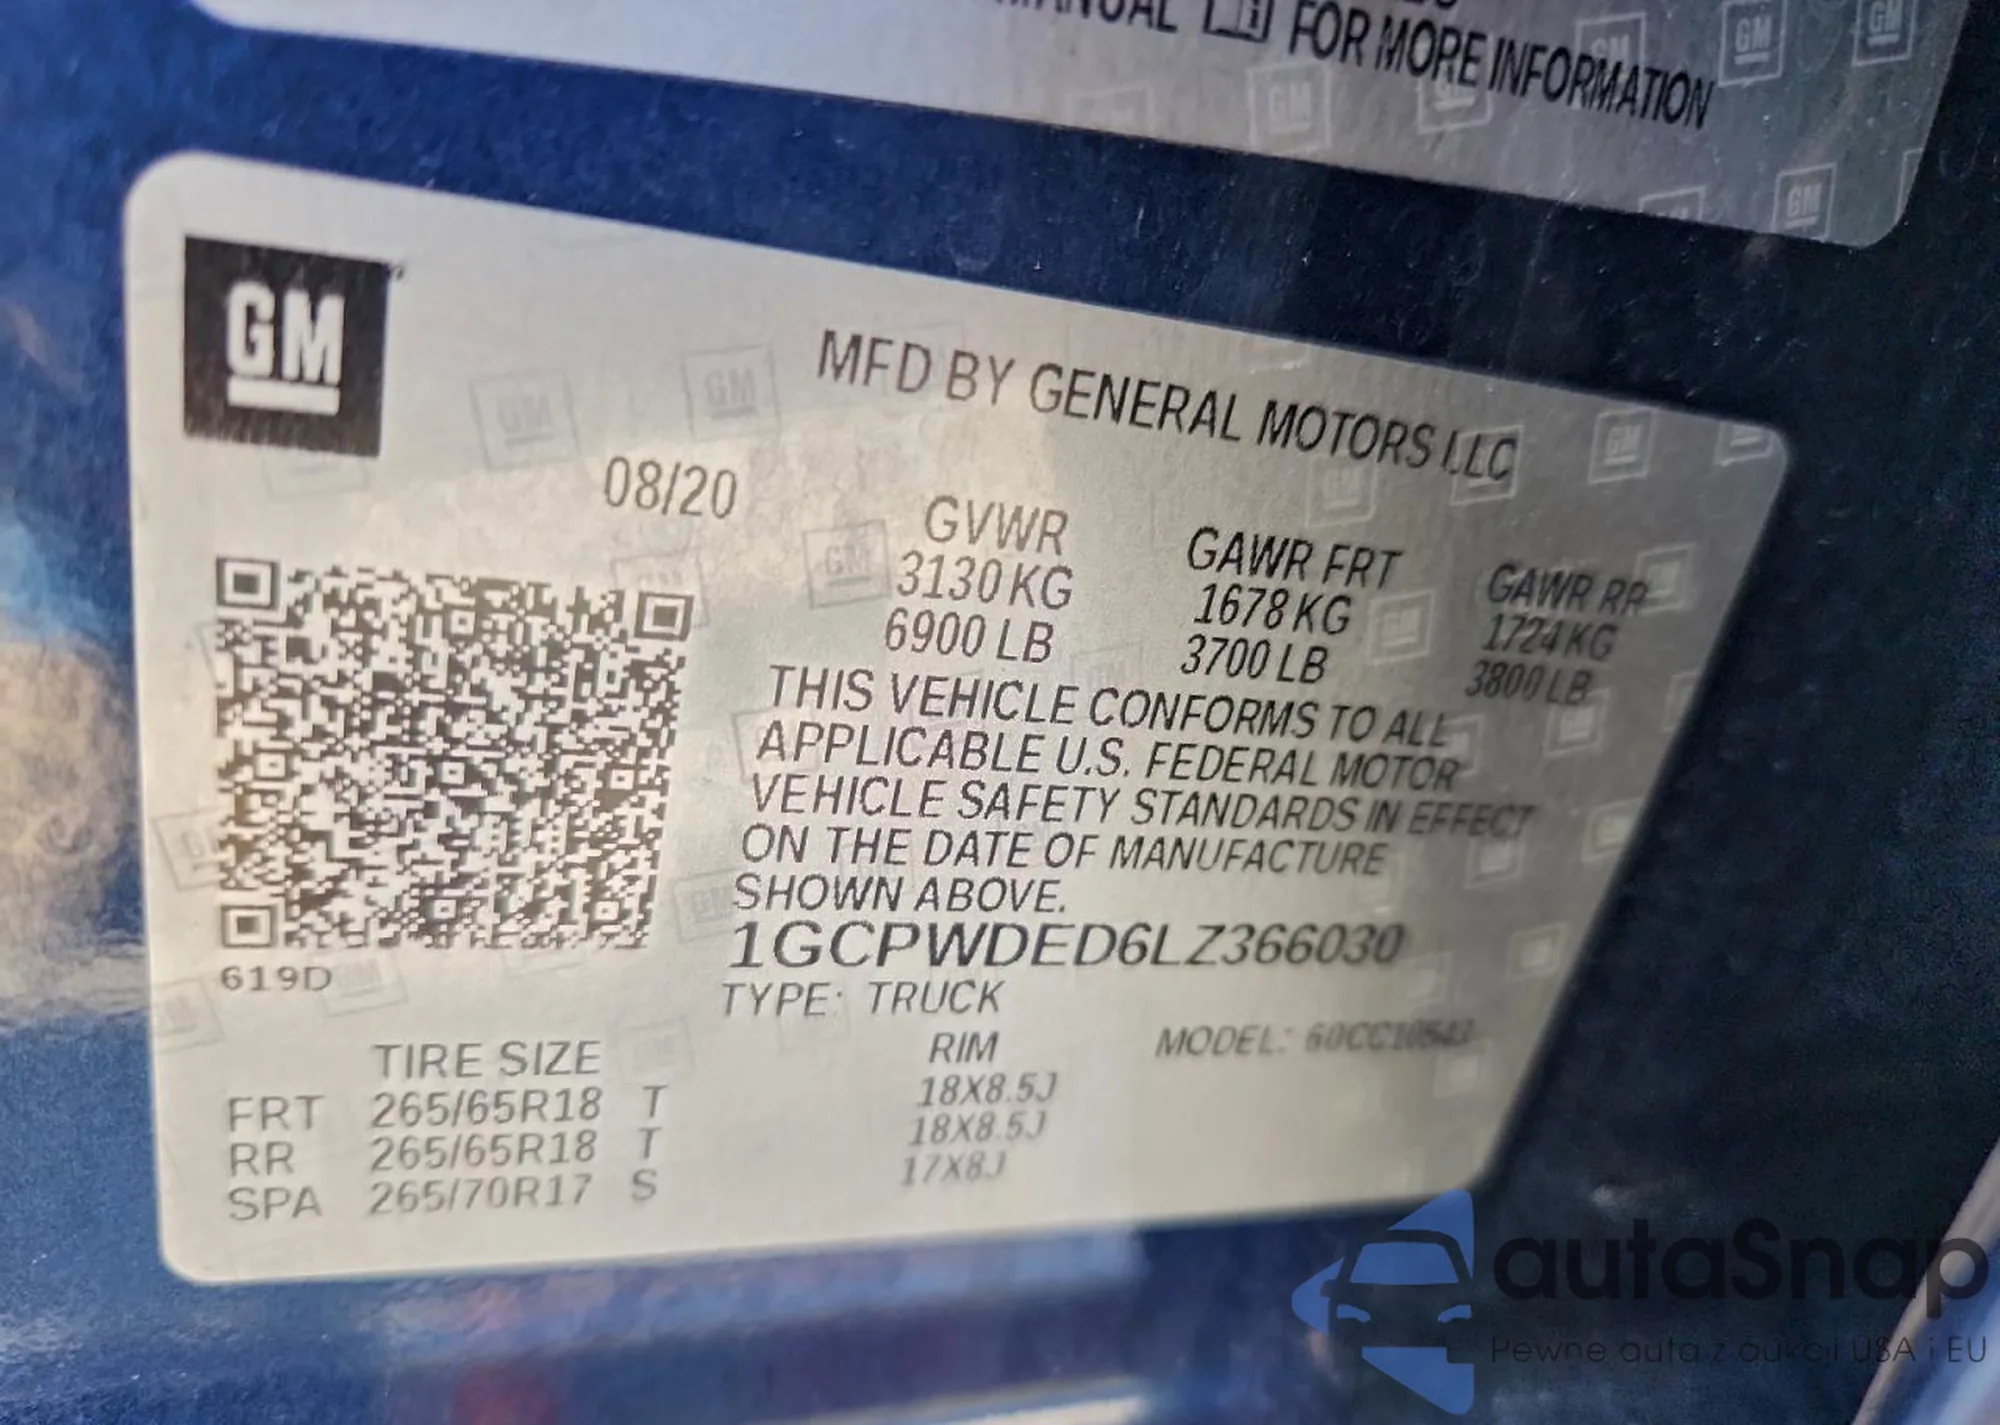 MANUAL FOR MORE INFORMATION
GM
MFD BY GENERAL MOTORS LLC
08/20
GVWR GAWR FRT GAWR RR
3130 KG 1678 KG 1724 KG
6900 LB 3700 LB 3800 LB
THIS VEHICLE CONFORMS TO ALL
APPLICABLE U.S. FEDERAL MOTOR
VEHICLE SAFETY STANDARDS IN EFFECT
ON THE DATE OF MANUFACTURE
SHOWN ABOVE.
1GCPWDED6LZ366030
619D
TYPE: TRUCK
MODEL: 60CC10543
TIRE SIZE RIM
FRT 265/65R18 T 18X8.5J
RR 265/65R18 T 18X8.5J
SPA 265/70R17 S 17X8J
autaSnap
Pewne auta z aukcji USA i EU